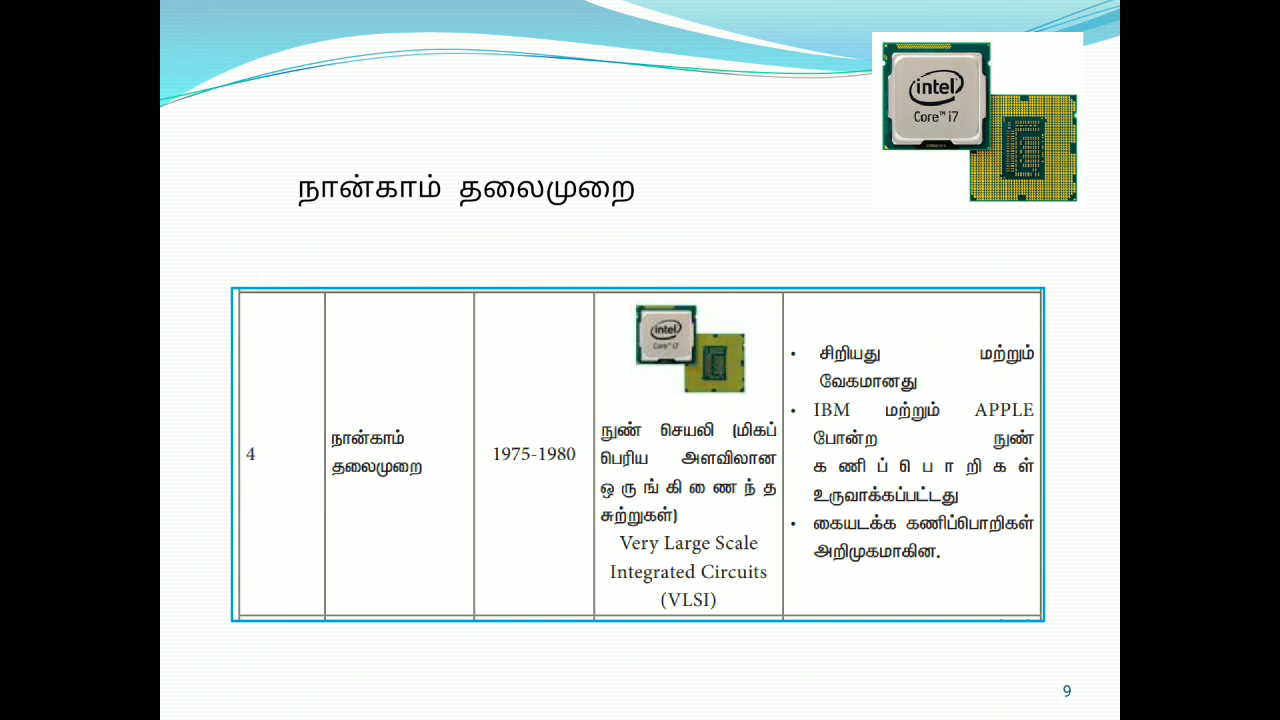 intel
Core™ i7
நான்காம் தலைமுறை
4
நான்காம்
தலைமுறை
1975-1980
intel
Core™ i7
நுண் செயலி (மிகப்
பெரிய அளவிலான
ஒருங்கிணைந்த
சுற்றுகள்)
Very Large Scale
Integrated Circuits
(VLSI)
• சிறியது மற்றும்
வேகமானது
• IBM மற்றும் APPLE
போன்ற நுண்
கணிப்பொறிகள்
உருவாக்கப்பட்டது
• கையடக்க கணிப்பொறிகள்
அறிமுகமாகின.
9